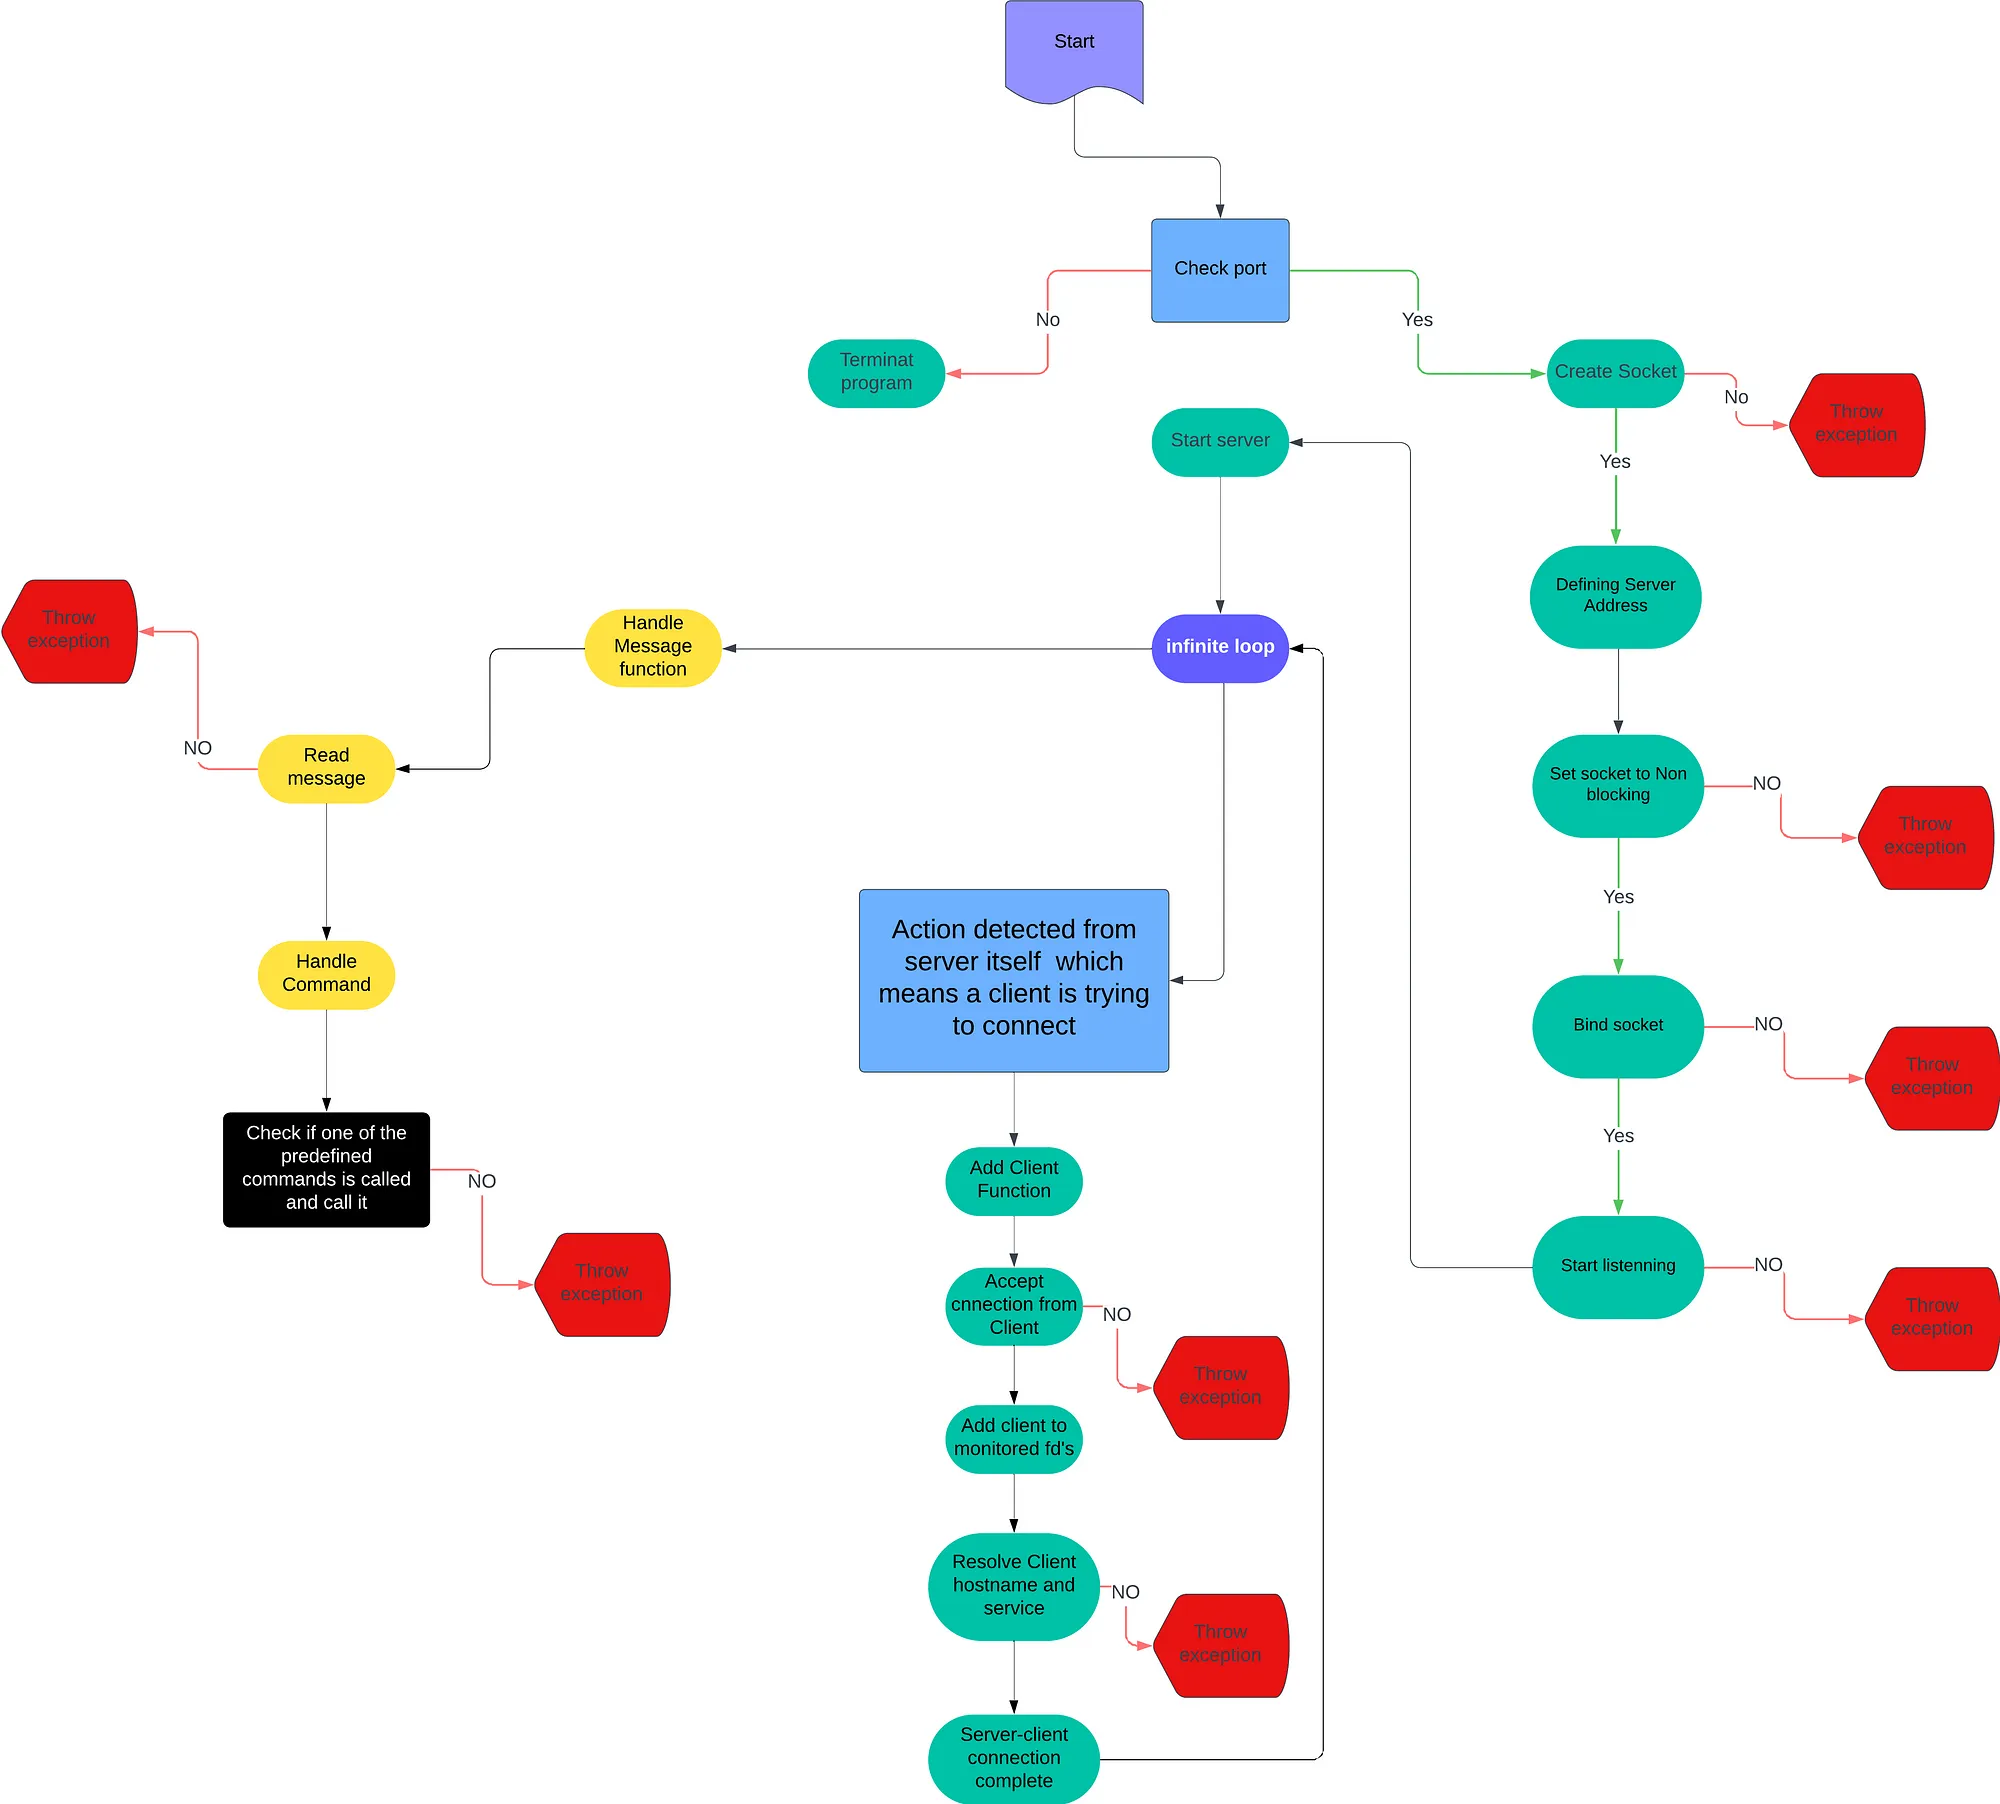 Start
Check port
No
Yes
Terminat
program
Create Socket
No
Throw
exception
Start server
Yes
Defining Server
Address
Throw
exception
Handle
Message
function
infinite loop
NO
Read
message
Set socket to Non
blocking
NO
Throw
exception
Yes
Action detected from
server itself  which
means a client is trying
to connect
Handle
Command
Bind socket
NO
Throw
exception
Check if one of the
predefined
commands is called
and call it
NO
Yes
Add Client
Function
Throw
exception
Accept
cnnection from
Client
NO
Start listenning
NO
Throw
exception
Throw
exception
Add client to
monitored fd's
Resolve Client
hostname and
service
NO
Throw
exception
Server-client
connection
complete